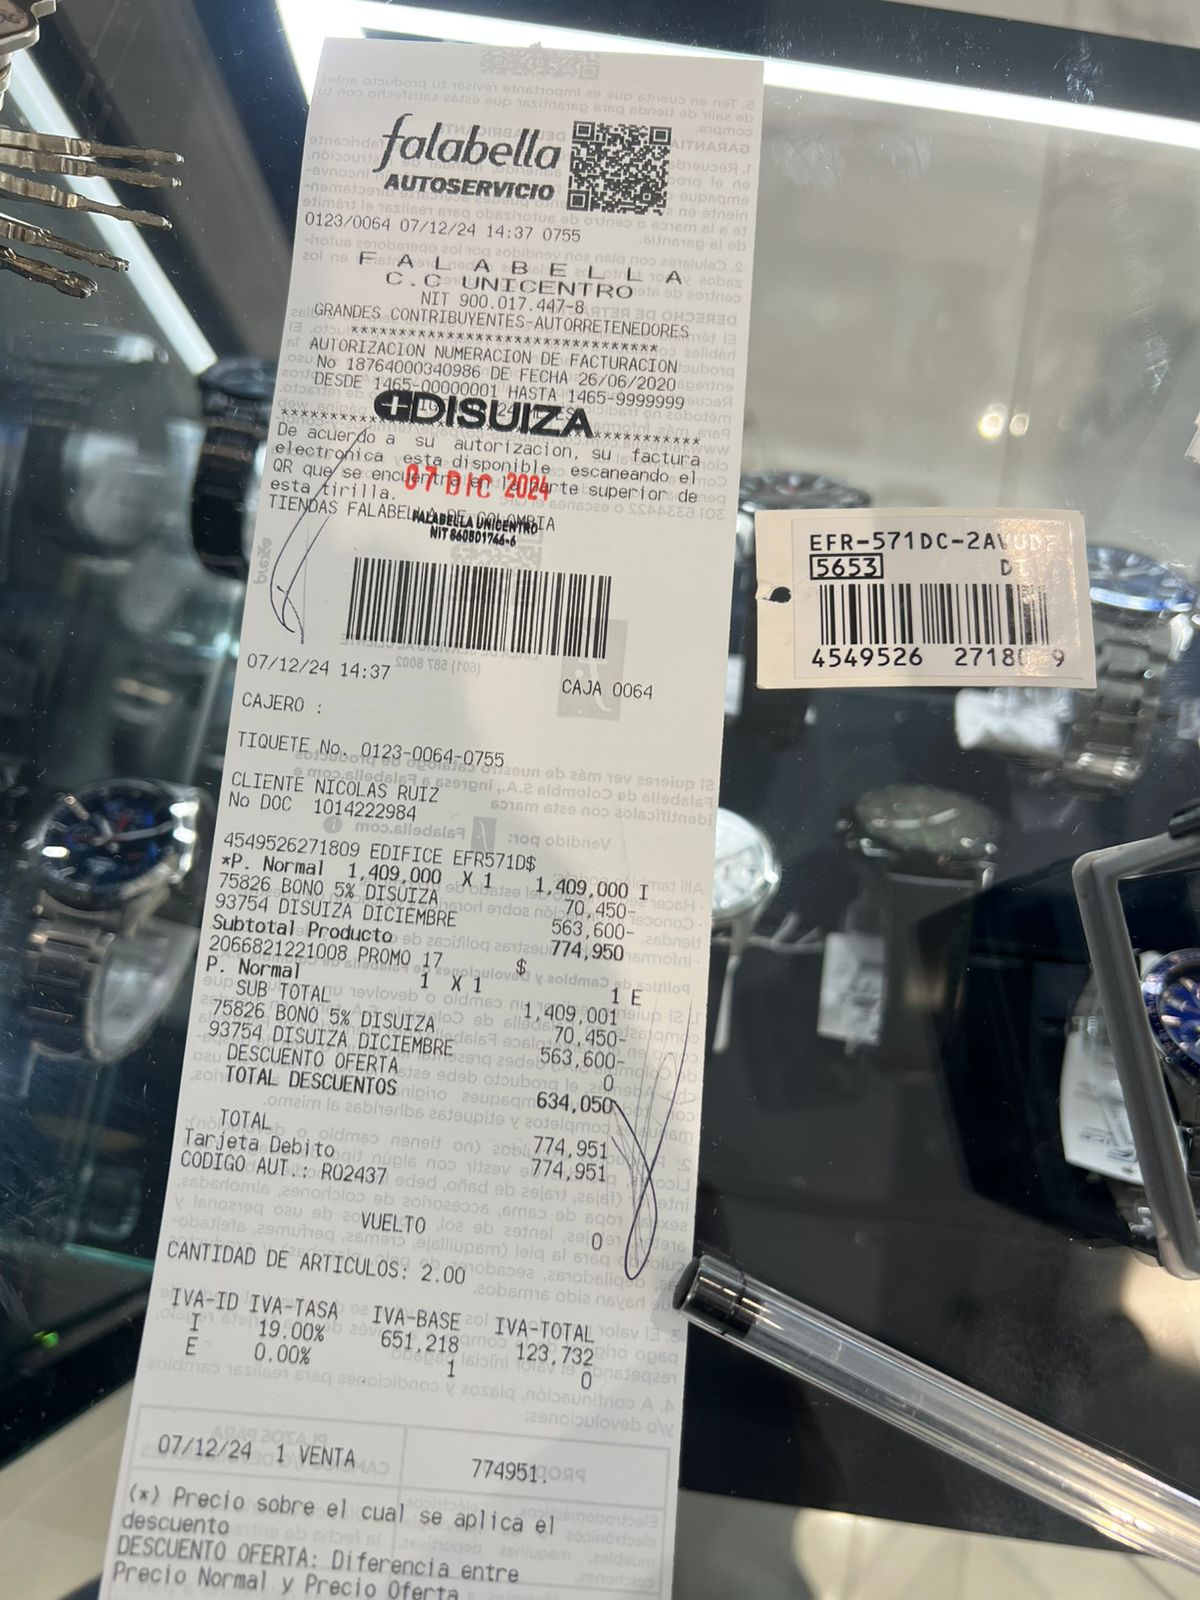 falabella
AUTOSERVICIO
0123/0064 07/12/24 14:37 0755
F A L A B E L L A
C.C UNICENTRO
NIT 900.017.447-8
GRANDES CONTRIBUYENTES-AUTORRETENEDORES
********************************
AUTORIZACION NUMERACION DE FACTURACION
No 18764000340986 DE FECHA 26/06/2020
DESDE 1465-00000001 HASTA 1465-9999999
DISUIZA
De acuerdo a su autorizacion, su factura
electronica esta disponible escaneando el
QR que se encuentra en la parte superior de
esta tirilla.
07 DIC 2024
TIENDAS FALABELLA DE COLOMBIA
FALABELLA UNICENTRO
NIT 860501766-6
07/12/24 14:37
CAJA 0064
CAJERO :
TIQUETE No. 0123-0064-0755
CLIENTE NICOLAS RUIZ
No DOC 1014222984
4549526271809 EDIFICE EFR571D$
*P. Normal 1,409,000 X 1 1,409,000 I
75826 BONO 5% DISUIZA 70,450-
93754 DISUIZA DICIEMBRE 563,600-
Subtotal Producto 774,950
2066821221008 PROMO 17 $
P. Normal 1 X 1 1 E
SUB TOTAL 1,409,001
75826 BONO 5% DISUIZA 70,450-
93754 DISUIZA DICIEMBRE 563,600-
DESCUENTO OFERTA 0
TOTAL DESCUENTOS 634,050
TOTAL 774,951
Tarjeta Debito 774,951
CODIGO AUT.: R02437
VUELTO 0
CANTIDAD DE ARTICULOS: 2.00
IVA-ID IVA-TASA IVA-BASE IVA-TOTAL
I 19.00% 651,218 123,732
E 0.00% 1 0
07/12/24 1 VENTA 774951.
(*) Precio sobre el cual se aplica el
descuento
DESCUENTO OFERTA: Diferencia entre
Precio Normal y Precio Oferta
EFR-571DC-2AVUDF
5653
4549526 2718 9